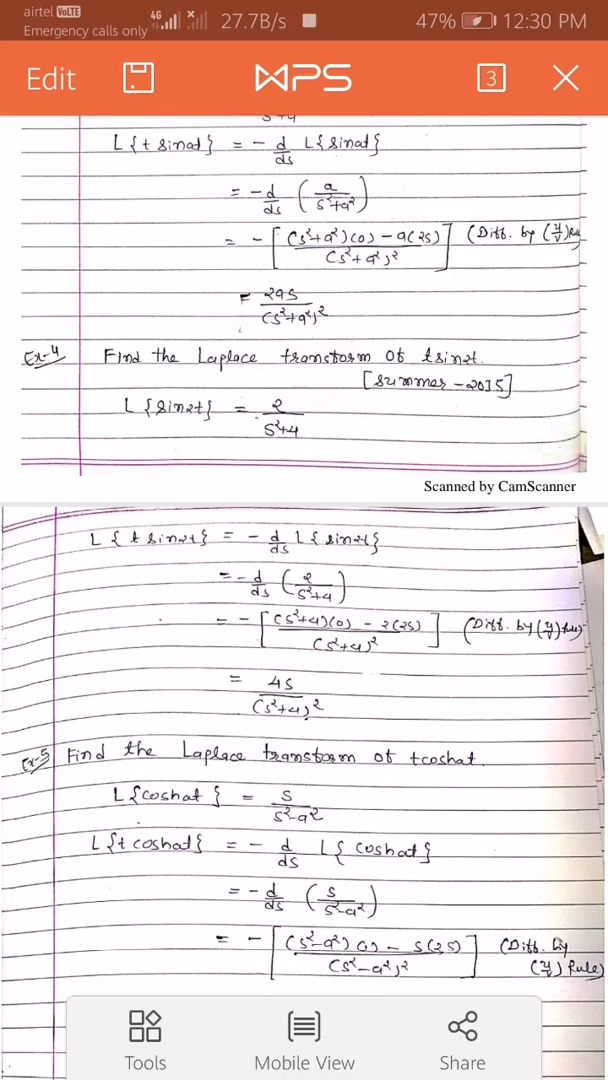 airtel VoLTE
Emergency calls only
4G
27.7B/s
47%
12:30 PM
Edit
WPS
3
L{t sinat} = - d/ds L{sinat}
= - d/ds (a/s²+a²)
= - [(s²+a²)(0) - a(2s)/(s²+a²)²] (Diff. by (u/v) Rule
= 2as/(s²+a²)²
Ex-4 Find the Laplace transform of tsin2t.
[summer-2015]
L{sin2t} = 2/s²+4
Scanned by CamScanner
L{t sin2t} = - d/ds L{sin2t}
= - d/ds (2/s²+4)
= - [(s²+4)(0) - 2(2s)/(s²+4)²] (Diff. by (u/v) Rule)
= 4s/(s²+4)²
Ex-5 Find the Laplace transform of tcoshat.
L{coshat} = s/s²-a²
L{t coshat} = - d/ds L{coshat}
= - d/ds (s/s²-a²)
= - [(s²-a²)(1) - s(2s)/(s²-a²)²] (Diff. by
(u/v) Rule)
Tools
Mobile View
Share